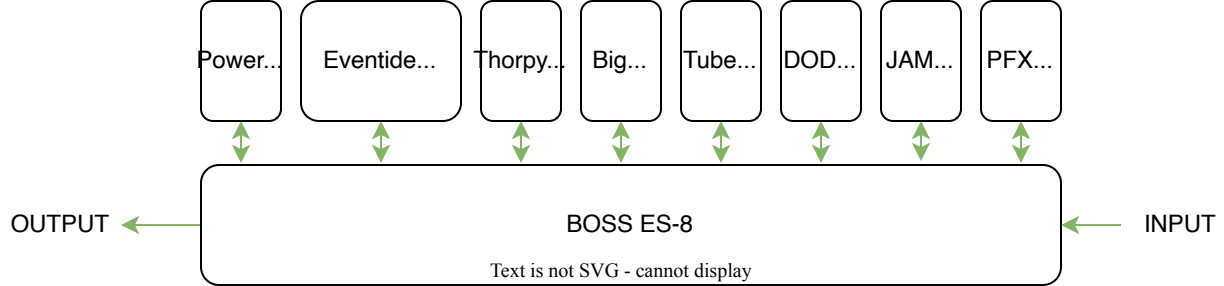 Power...
Eventide...
Thorpy...
Big...
Tube...
DOD...
JAM...
PFX...
OUTPUT
BOSS ES-8
INPUT
Text is not SVG - cannot display